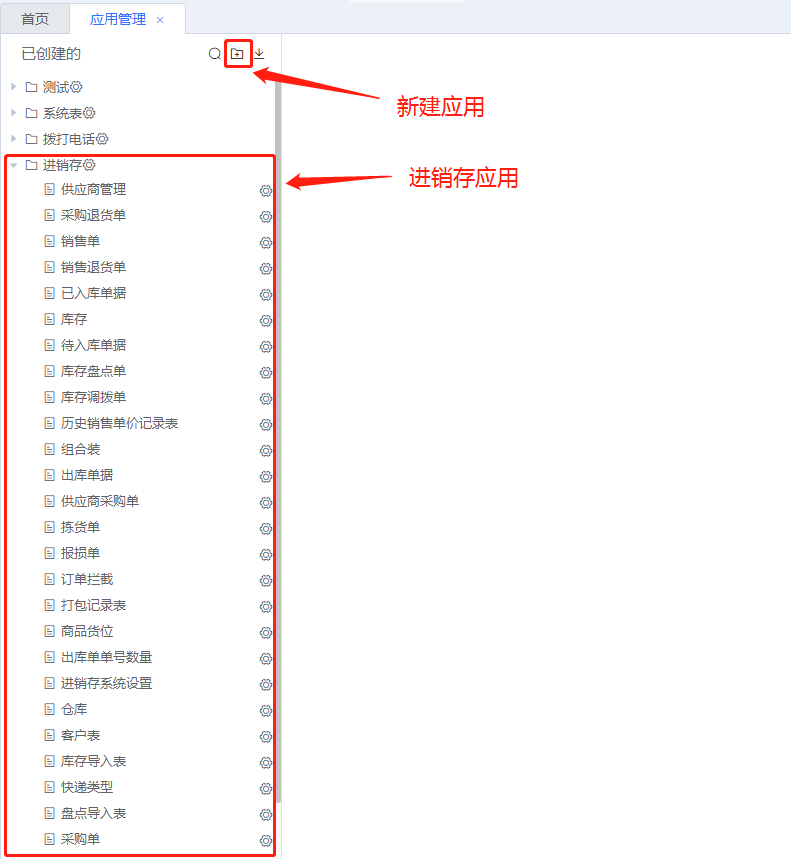 首页
应用管理 ×
已创建的
新建应用
测试
系统表
拨打电话
进销存
进销存应用
供应商管理
采购退货单
销售单
销售退货单
已入库单据
库存
待入库单据
库存盘点单
库存调拨单
历史销售单价记录表
组合装
出库单据
供应商采购单
拣货单
报损单
订单拦截
打包记录表
商品货位
出库单单号数量
进销存系统设置
仓库
客户表
库存导入表
快递类型
盘点导入表
采购单